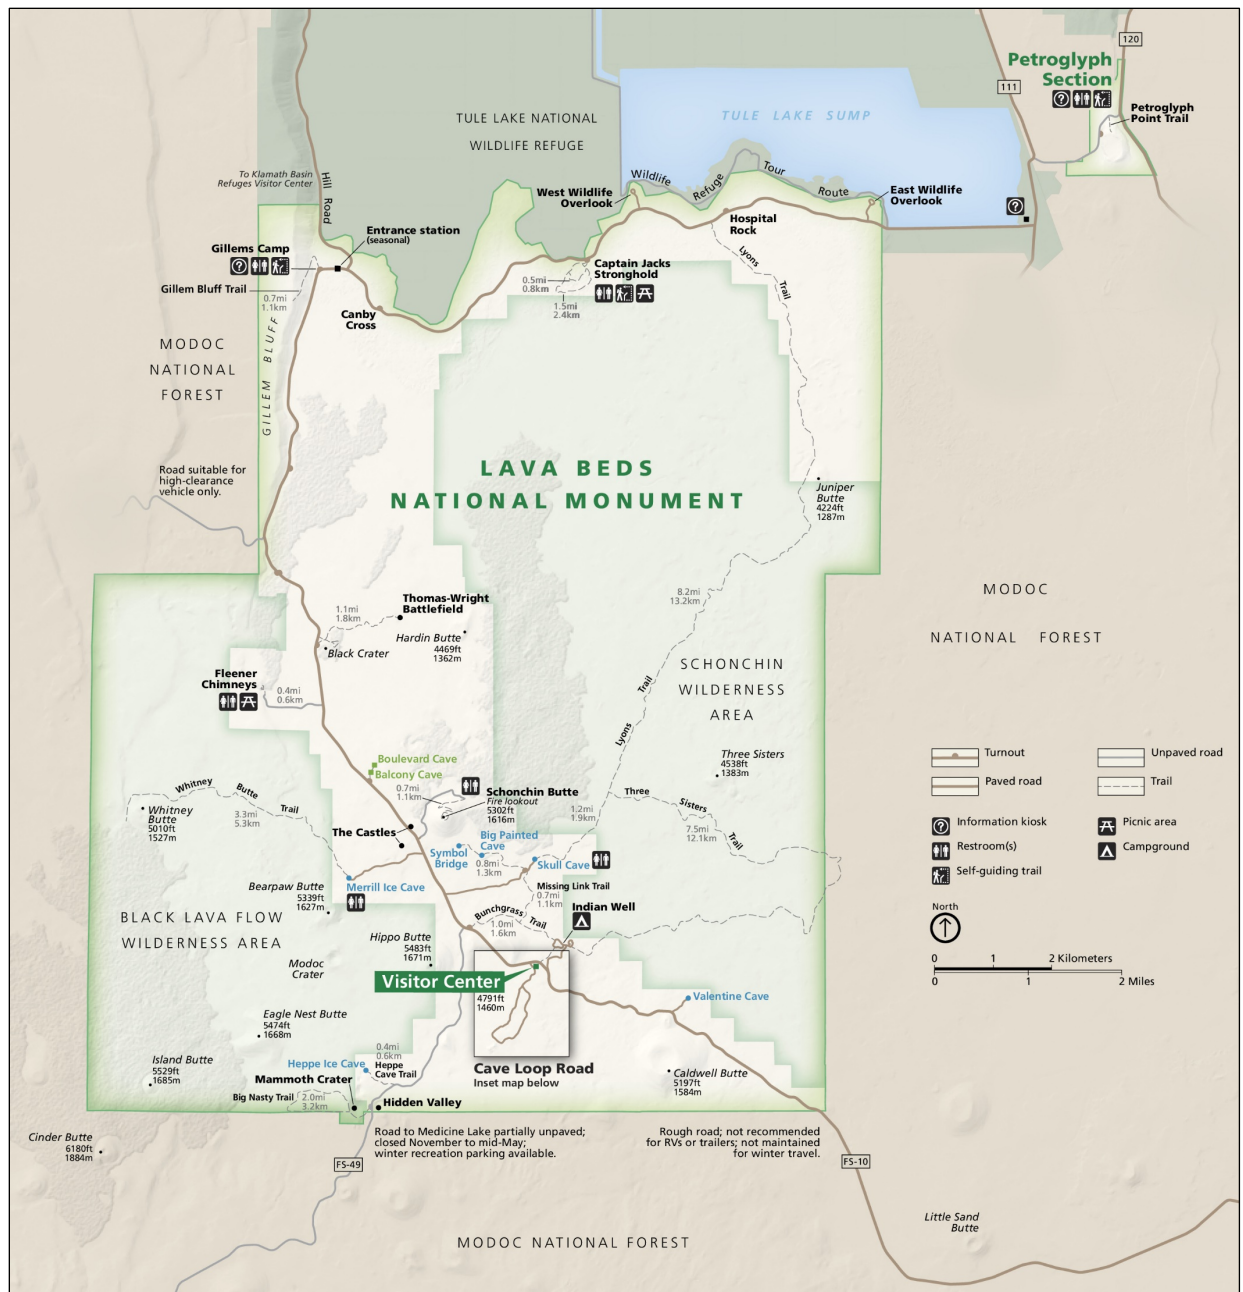 120
Petroglyph
Section
111
Petroglyph
Point Trail
TULE LAKE NATIONAL
WILDLIFE REFUGE
TULE LAKE SUMP
To Klamath Basin
Refuges Visitor Center
Hill Road
Wildlife Refuge Tour Route
West Wildlife
Overlook
East Wildlife
Overlook
Hospital
Rock
Entrance station
(seasonal)
Gillems Camp
Gillem Bluff Trail
0.7mi
1.1km
Captain Jacks
Stronghold
0.5mi
0.8km
1.5mi
2.4km
Lyons Trail
Canby
Cross
GILLEM BLUFF
MODOC
NATIONAL
FOREST
Road suitable for
high-clearance
vehicle only.
LAVA BEDS
NATIONAL MONUMENT
Juniper
Butte
4224ft
1287m
8.2mi
13.2km
MODOC
NATIONAL FOREST
1.1mi
1.8km
Thomas-Wright
Battlefield
Hardin Butte
4469ft
1362m
Black Crater
Fleener
Chimneys
0.4mi
0.6km
SCHONCHIN
WILDERNESS
AREA
Lyons Trail
Three Sisters
4538ft
1383m
Boulevard Cave
Balcony Cave
0.7mi
1.1km
Schonchin Butte
Fire lookout
5302ft
1616m
1.2mi
1.9km
Three Sisters Trail
7.5mi
12.1km
Whitney Butte Trail
3.3mi
5.3km
Whitney
Butte
5010ft
1527m
The Castles
Symbol
Bridge
Big Painted
Cave
0.8mi
1.3km
Skull Cave
Merrill Ice Cave
Bearpaw Butte
5339ft
1627m
Missing Link Trail
0.7mi
1.1km
Bunchgrass Trail
1.0mi
1.6km
Indian Well
BLACK LAVA FLOW
WILDERNESS AREA
Hippo Butte
5483ft
1671m
Modoc
Crater
Visitor Center
4791ft
1460m
Valentine Cave
Eagle Nest Butte
5474ft
1668m
Island Butte
5529ft
1685m
Heppe Ice Cave
0.4mi
0.6km
Heppe
Cave Trail
Mammoth Crater
Big Nasty Trail
2.0mi
3.2km
Hidden Valley
Cave Loop Road
Inset map below
Caldwell Butte
5197ft
1584m
Cinder Butte
6180ft
1884m
Road to Medicine Lake partially unpaved;
closed November to mid-May;
winter recreation parking available.
Rough road; not recommended
for RVs or trailers; not maintained
for winter travel.
FS-49
FS-10
Little Sand
Butte
MODOC NATIONAL FOREST
Turnout
Unpaved road
Paved road
Trail
Information kiosk
Picnic area
Restroom(s)
Campground
Self-guiding trail
North
0 1 2 Kilometers
0 1 2 Miles